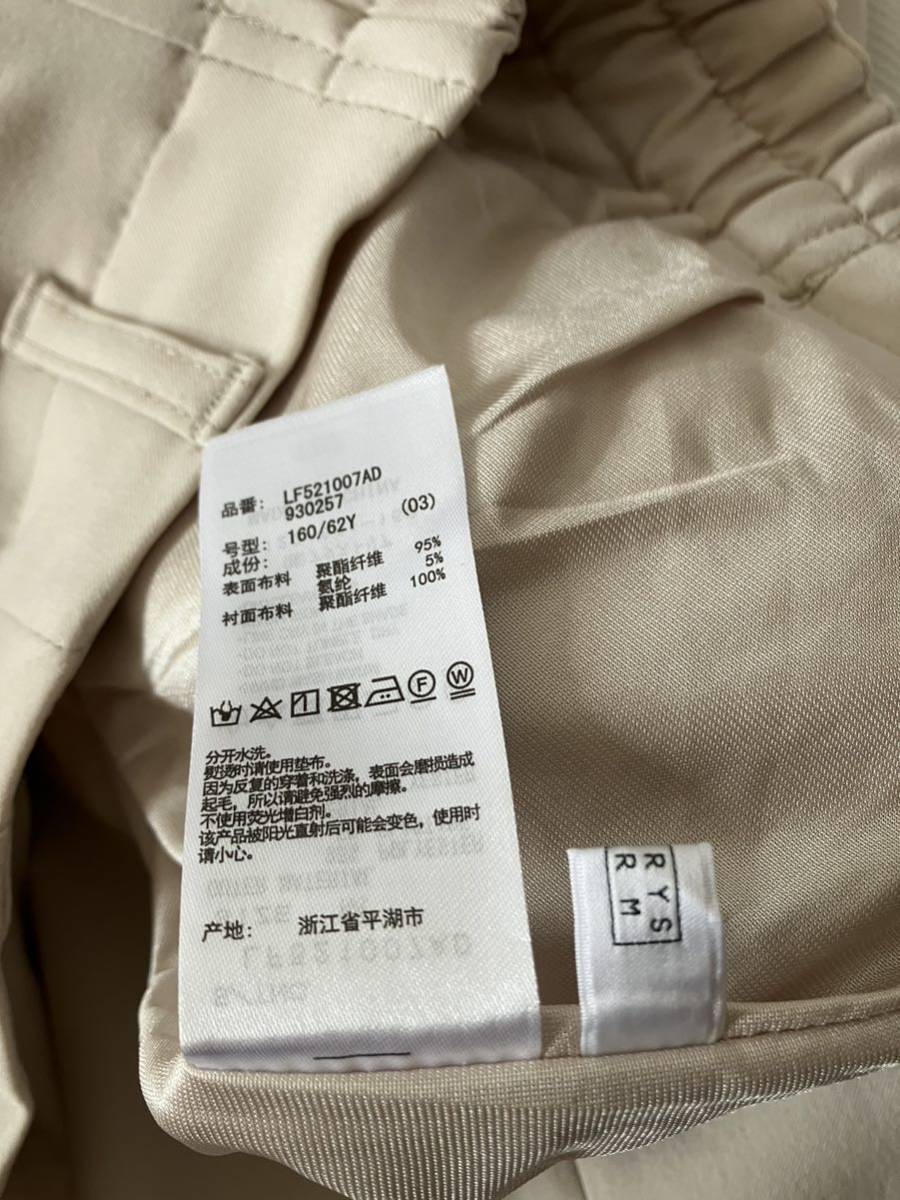 品番: LF521007AD
930257
号型: 160/62Y (03)
成份:
表面布料 聚酯纤维 95%
氨纶 5%
衬面布料 聚酯纤维 100%
F W
分开水洗。
熨烫时请使用垫布。
因为反复的穿着和洗涤，表面会磨损造成
起毛，所以请避免强烈的摩擦。
不使用荧光增白剂。
该产品被阳光直射后可能会变色，使用时
请小心。
产地: 浙江省平湖市
RYS
RM